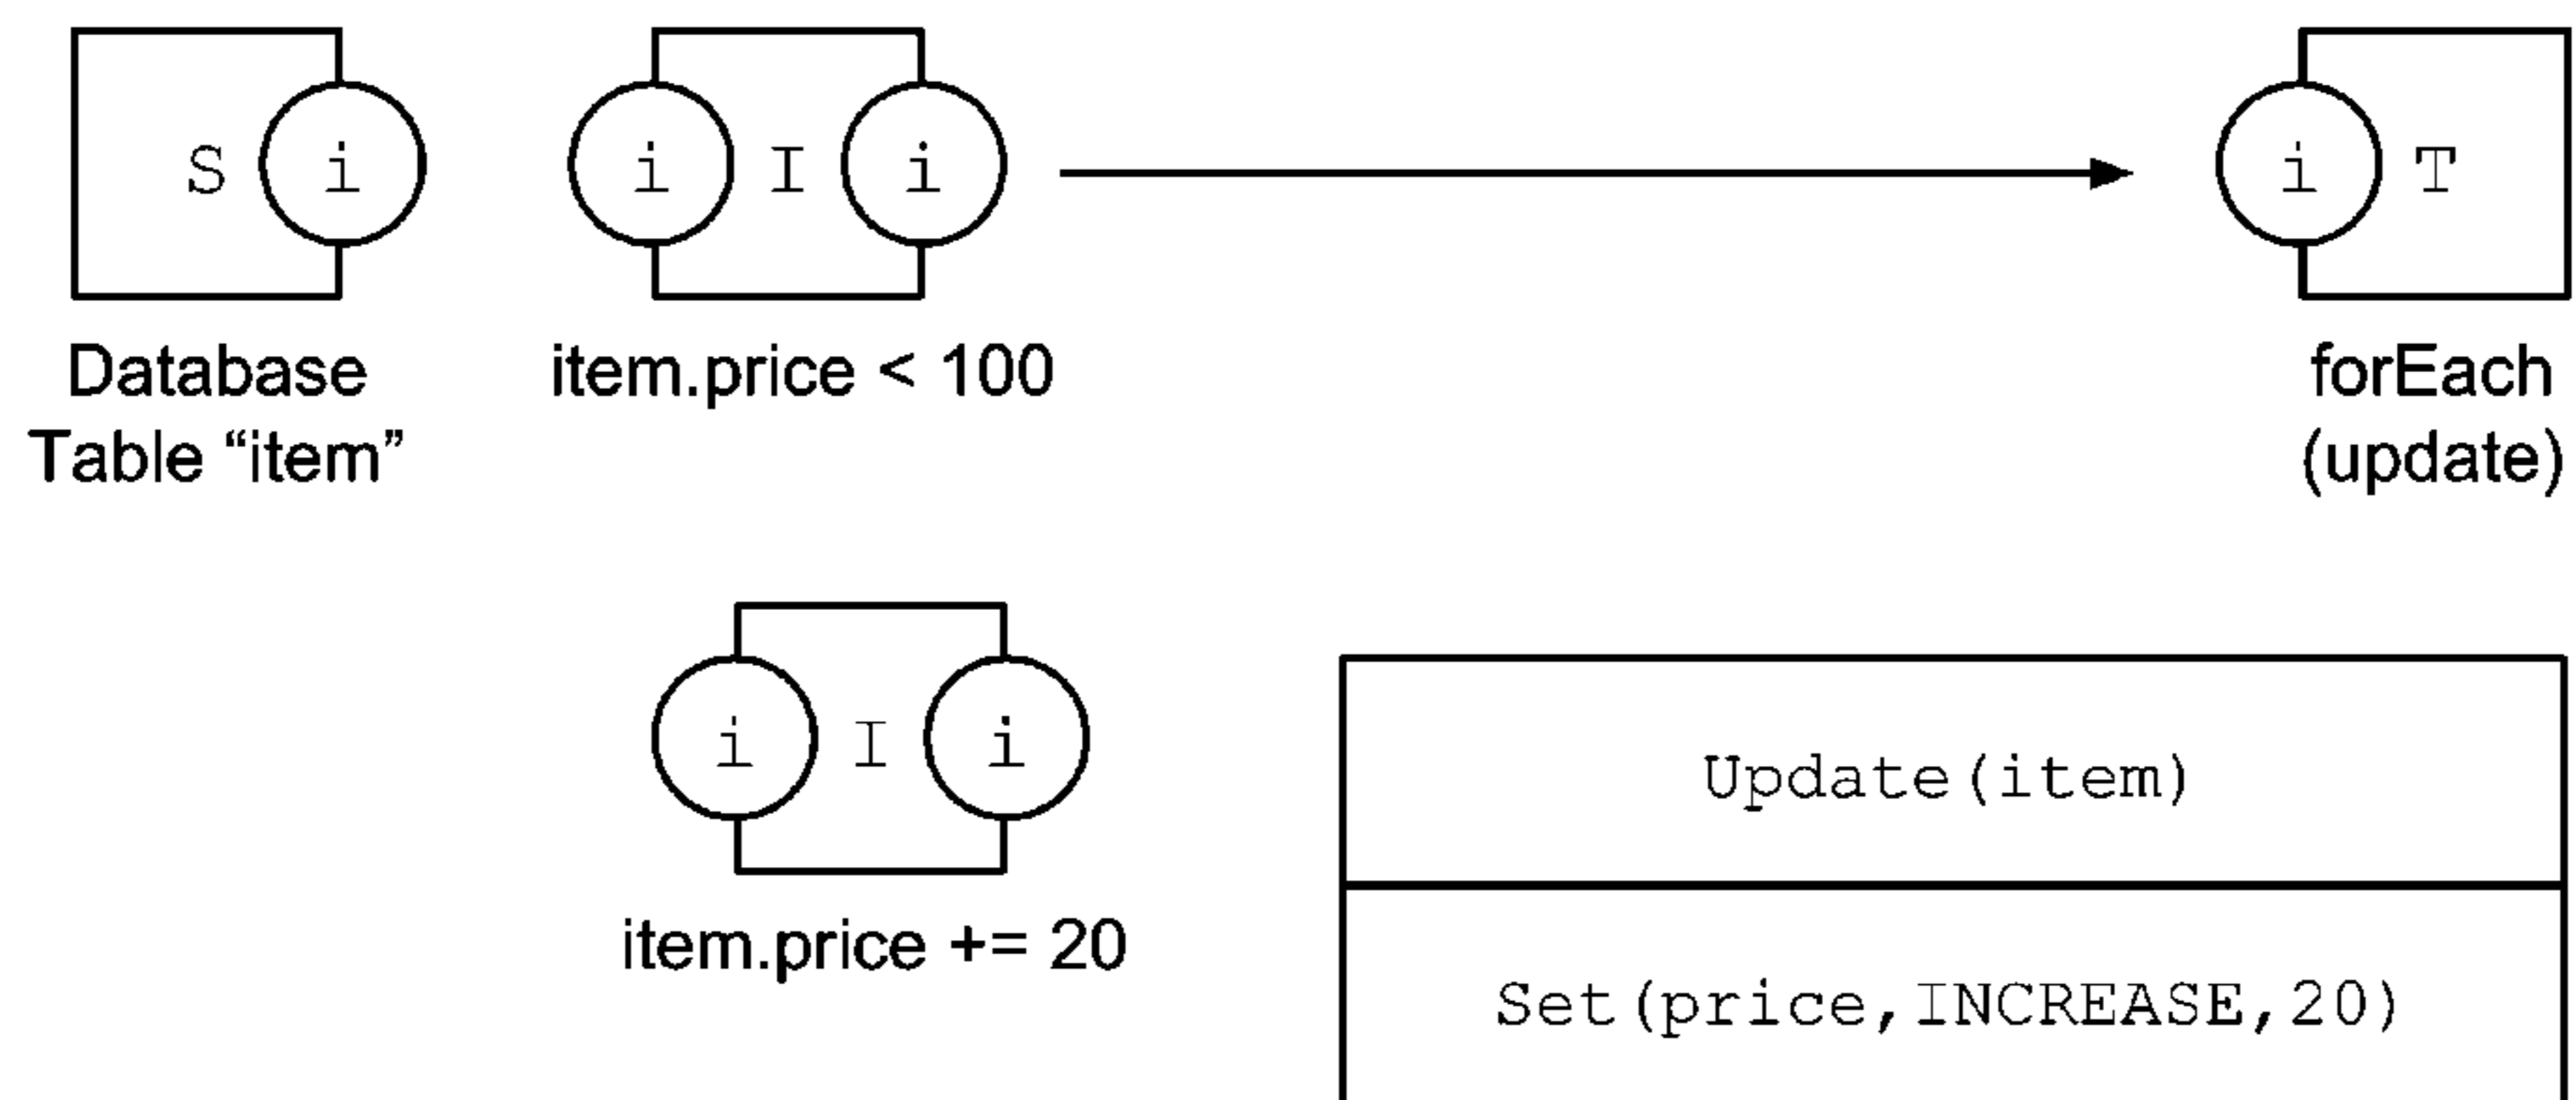 S i
i I i
i T
Database
Table “item”
item.price < 100
forEach
(update)
i I i
item.price += 20
Update(item)
Set(price,INCREASE,20)